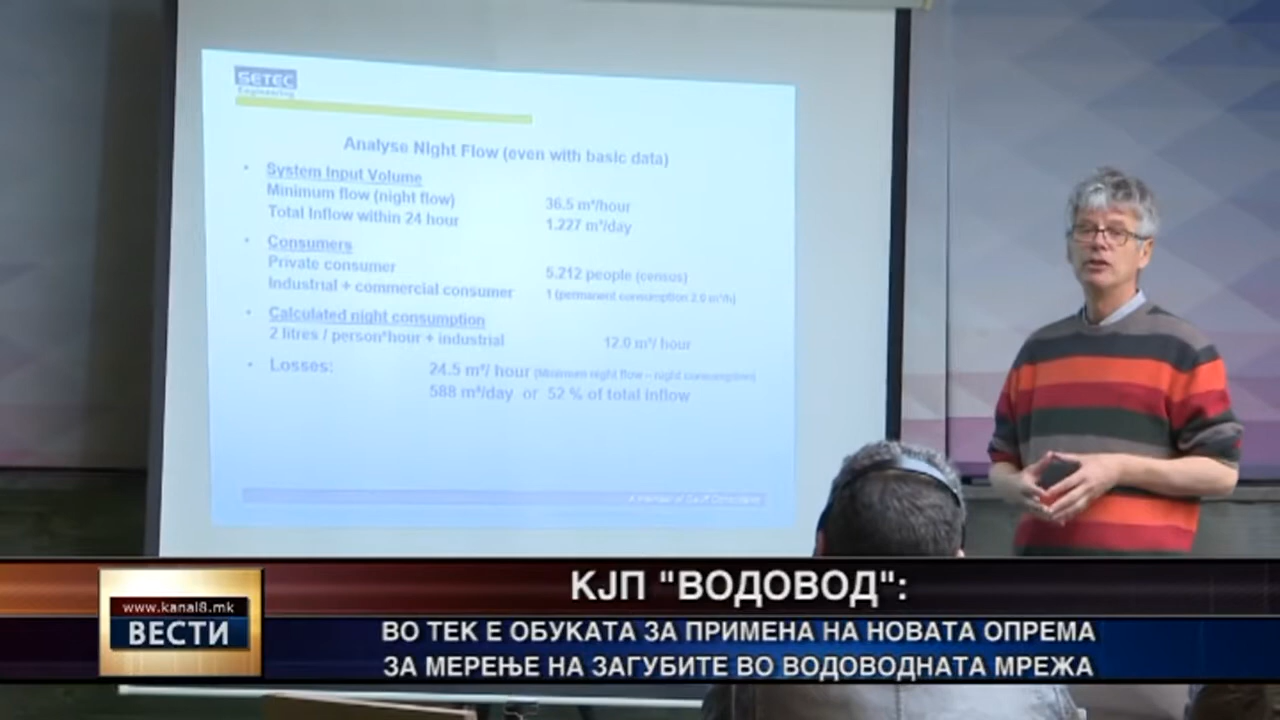 SETEC
Engineering
Analyse Night Flow (even with basic data)
• System Input Volume
Minimum flow (night flow) 36.5 m³/hour
Total Inflow within 24 hour 1.227 m³/day
• Consumers
Private consumer 5.212 people (census)
Industrial + commercial consumer 1 (permanent consumption 2.0 m³/h)
• Calculated night consumption
2 litres / person*hour + industrial 12.0 m³/ hour
• Losses: 24.5 m³/ hour (Minimum night flow – night consumption)
588 m³/day or 52 % of total inflow
A member of Gauff Consultants
КЈП "ВОДОВОД":
www.kanal8.mk
ВЕСТИ
ВО ТЕК Е ОБУКАТА ЗА ПРИМЕНА НА НОВАТА ОПРЕМА
ЗА МЕРЕЊЕ НА ЗАГУБИТЕ ВО ВОДОВОДНАТА МРЕЖА